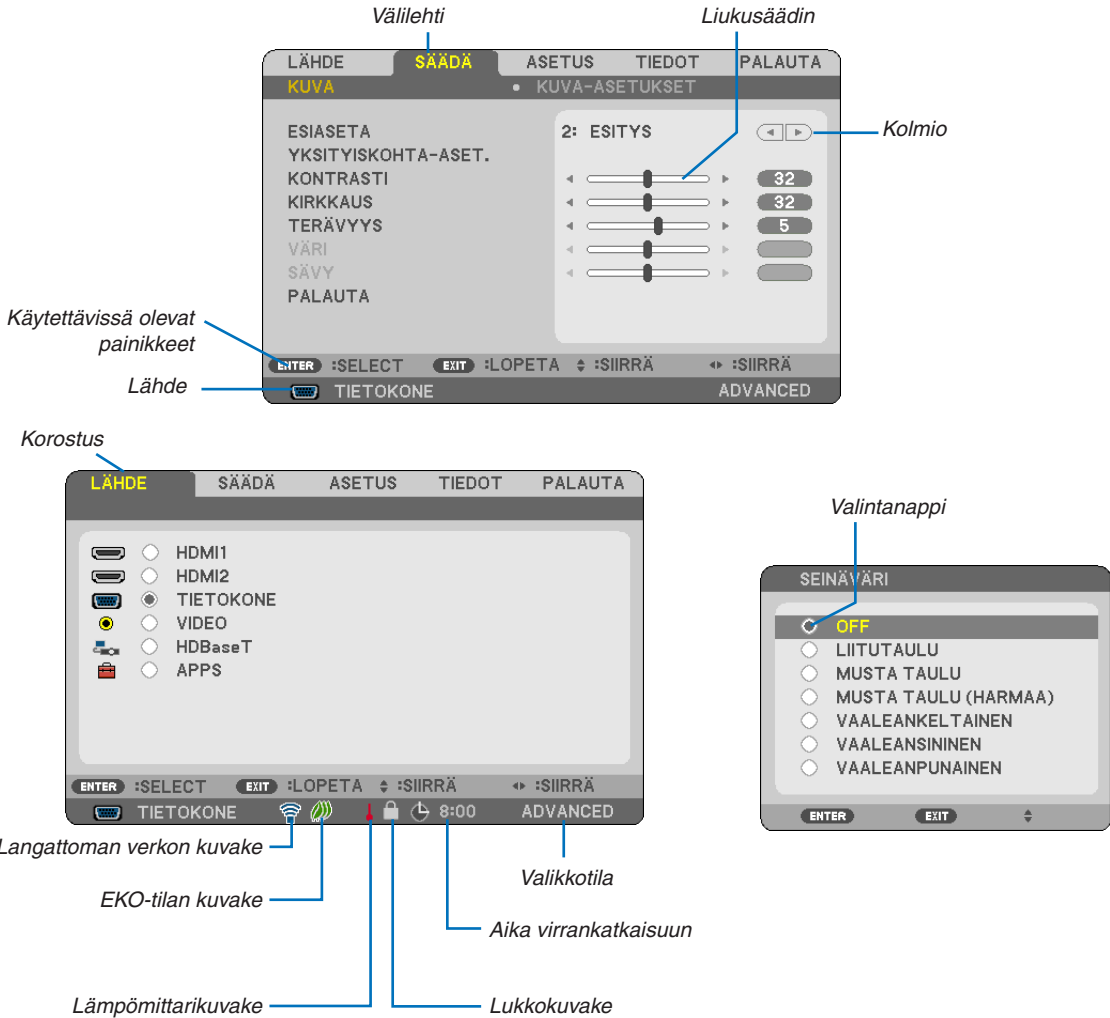 Välilehti
Liukusäädin
LÄHDE SÄÄDÄ ASETUS TIEDOT PALAUTA
KUVA • KUVA-ASETUKSET
ESIASETA 2: ESITYS
Kolmio
YKSITYISKOHTA-ASET.
KONTRASTI 32
KIRKKAUS 32
TERÄVYYS 5
VÄRI
SÄVY
PALAUTA
Käytettävissä olevat
painikkeet
ENTER :SELECT EXIT :LOPETA :SIIRRÄ :SIIRRÄ
Lähde
TIETOKONE ADVANCED
Korostus
LÄHDE SÄÄDÄ ASETUS TIEDOT PALAUTA
HDMI1
HDMI2
TIETOKONE
VIDEO
HDBaseT
APPS
ENTER :SELECT EXIT :LOPETA :SIIRRÄ :SIIRRÄ
TIETOKONE 8:00 ADVANCED
Valintanappi
SEINÄVÄRI
OFF
LIITUTAULU
MUSTA TAULU
MUSTA TAULU (HARMAA)
VAALEANKELTAINEN
VAALEANSININEN
VAALEANPUNAINEN
ENTER EXIT
Langattoman verkon kuvake
Valikkotila
EKO-tilan kuvake
Aika virrankatkaisuun
Lämpömittarikuvake
Lukkokuvake